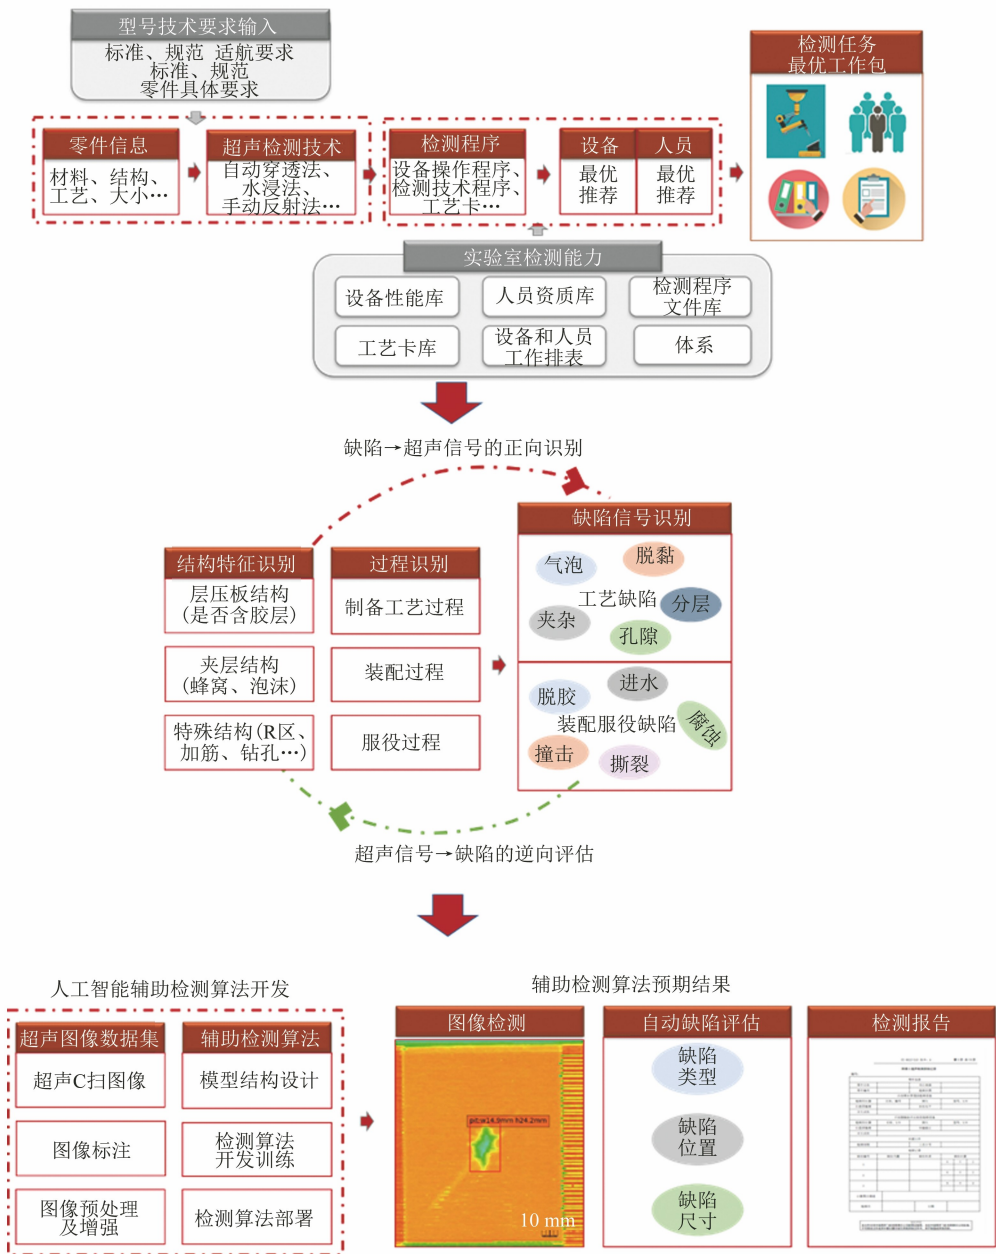 型号技术要求输入
标准、规范 适航要求
标准、规范
零件具体要求
零件信息
材料、结构、
工艺、大小…
超声检测技术
自动穿透法、
水浸法、
手动反射法…
检测程序
设备操作程序、
检测技术程序、
工艺卡…
设备
最优
推荐
人员
最优
推荐
检测任务
最优工作包
实验室检测能力
设备性能库
人员资质库
检测程序
文件库
工艺卡库
设备和人员
工作排表
体系
缺陷→超声信号的正向识别
结构特征识别
层压板结构
(是否含胶层)
夹层结构
(蜂窝、泡沫)
特殊结构(R区、
加筋、钻孔…)
过程识别
制备工艺过程
装配过程
服役过程
缺陷信号识别
气泡
脱黏
工艺缺陷
分层
夹杂
孔隙
脱胶
进水
装配服役缺陷
腐蚀
撞击
撕裂
超声信号→缺陷的逆向评估
人工智能辅助检测算法开发
超声图像数据集
超声C扫图像
图像标注
图像预处理
及增强
辅助检测算法
模型结构设计
检测算法
开发训练
检测算法部署
辅助检测算法预期结果
图像检测
10 mm
自动缺陷评估
缺陷
类型
缺陷
位置
缺陷
尺寸
检测报告